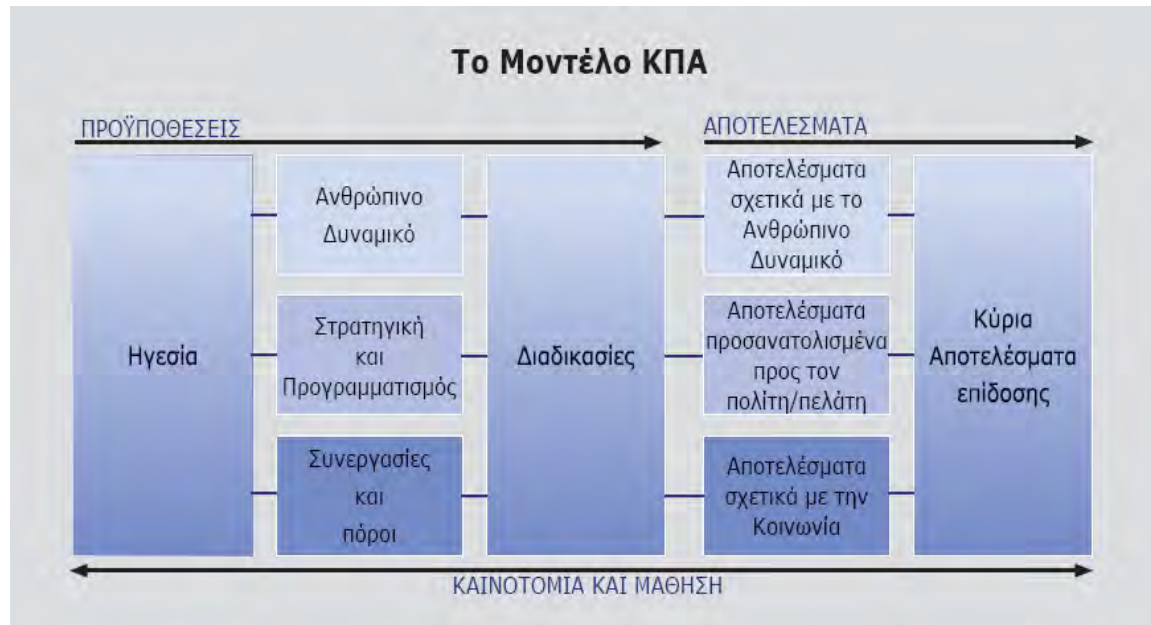 Το Μοντέλο ΚΠΑ
ΠΡΟΫΠΟΘΕΣΕΙΣ
ΑΠΟΤΕΛΕΣΜΑΤΑ
Ηγεσία
Ανθρώπινο
Δυναμικό
Στρατηγική
και
Προγραμματισμός
Συνεργασίες
και
πόροι
Διαδικασίες
Αποτελέσματα
σχετικά με το
Ανθρώπινο
Δυναμικό
Αποτελέσματα
προσανατολισμένα
προς τον
πολίτη/πελάτη
Αποτελέσματα
σχετικά με την
Κοινωνία
Κύρια
Αποτελέσματα
επίδοσης
ΚΑΙΝΟΤΟΜΙΑ ΚΑΙ ΜΑΘΗΣΗ